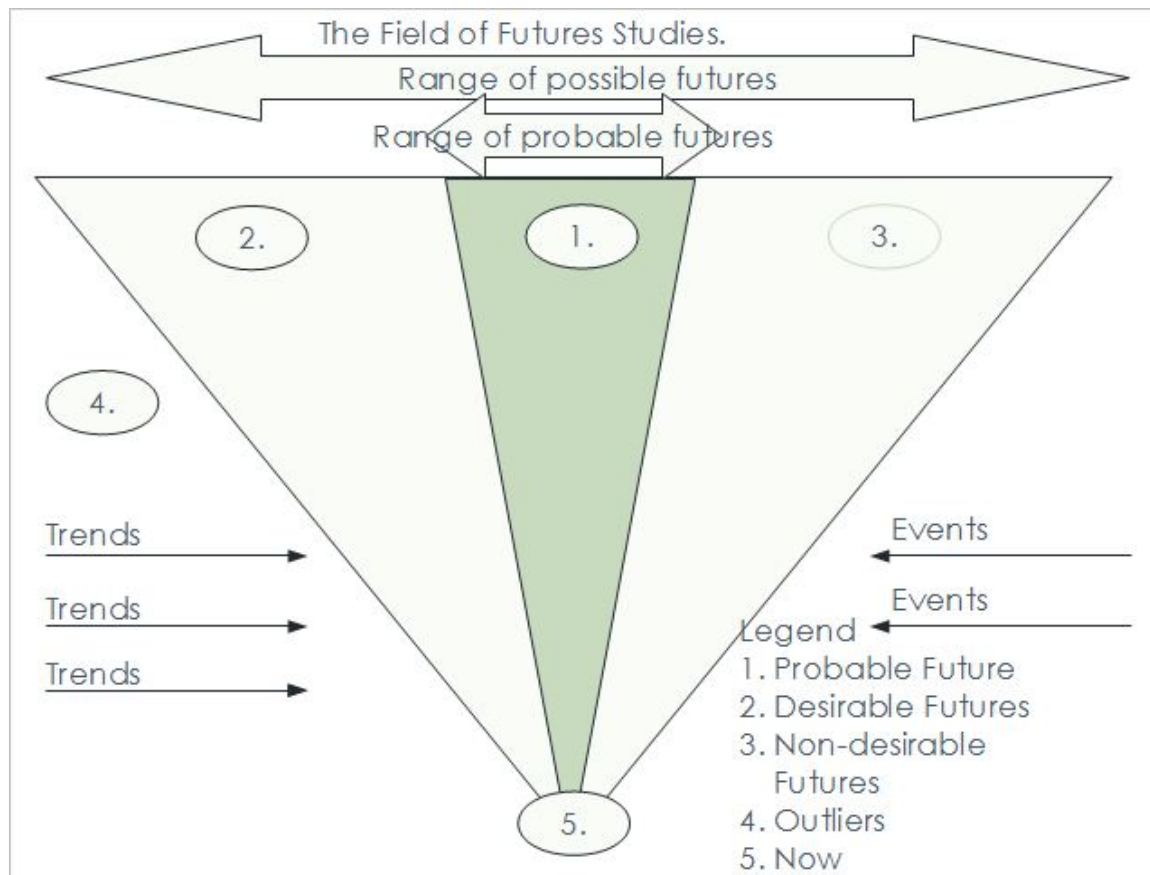 The Field of Futures Studies.
Range of possible futures
Range of probable futures
2.
1.
3.
4.
Trends
Events
Trends
Events
Trends
Legend
1. Probable Future
2. Desirable Futures
3. Non-desirable
Futures
4. Outliers
5. Now
5.